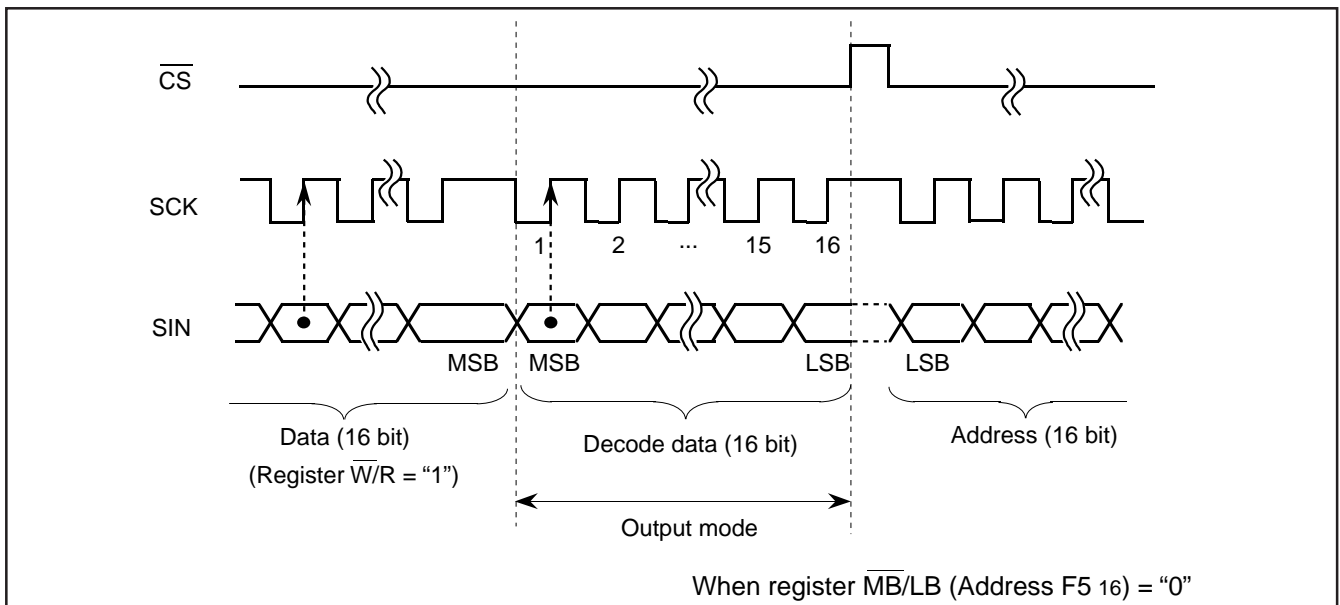 CS
SCK
1 2 ... 15 16
SIN
MSB MSB LSB LSB
Data (16 bit) Decode data (16 bit) Address (16 bit)
(Register W/R = “1”)
Output mode
When register MB/LB (Address F5 16) = “0”